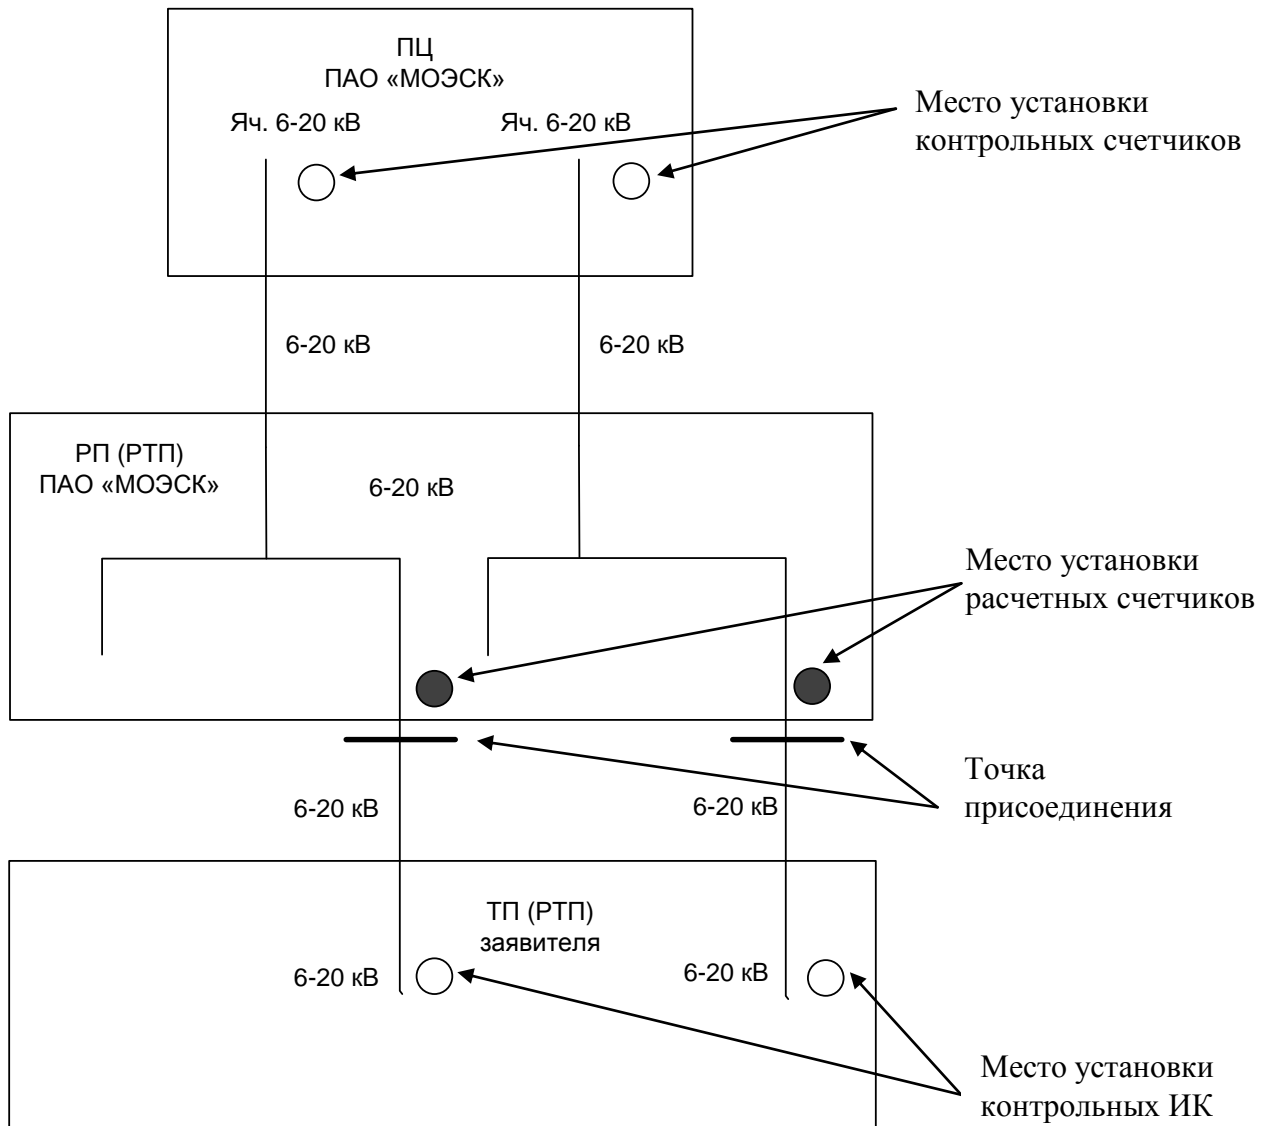 ПЦ
ПАО «МОЭСК»
Яч. 6-20 кВ
Яч. 6-20 кВ
Место установки
контрольных счетчиков
6-20 кВ
6-20 кВ
РП (РТП)
ПАО «МОЭСК»
6-20 кВ
Место установки
расчетных счетчиков
Точка
присоединения
6-20 кВ
6-20 кВ
ТП (РТП)
заявителя
6-20 кВ
6-20 кВ
Место установки
контрольных ИК